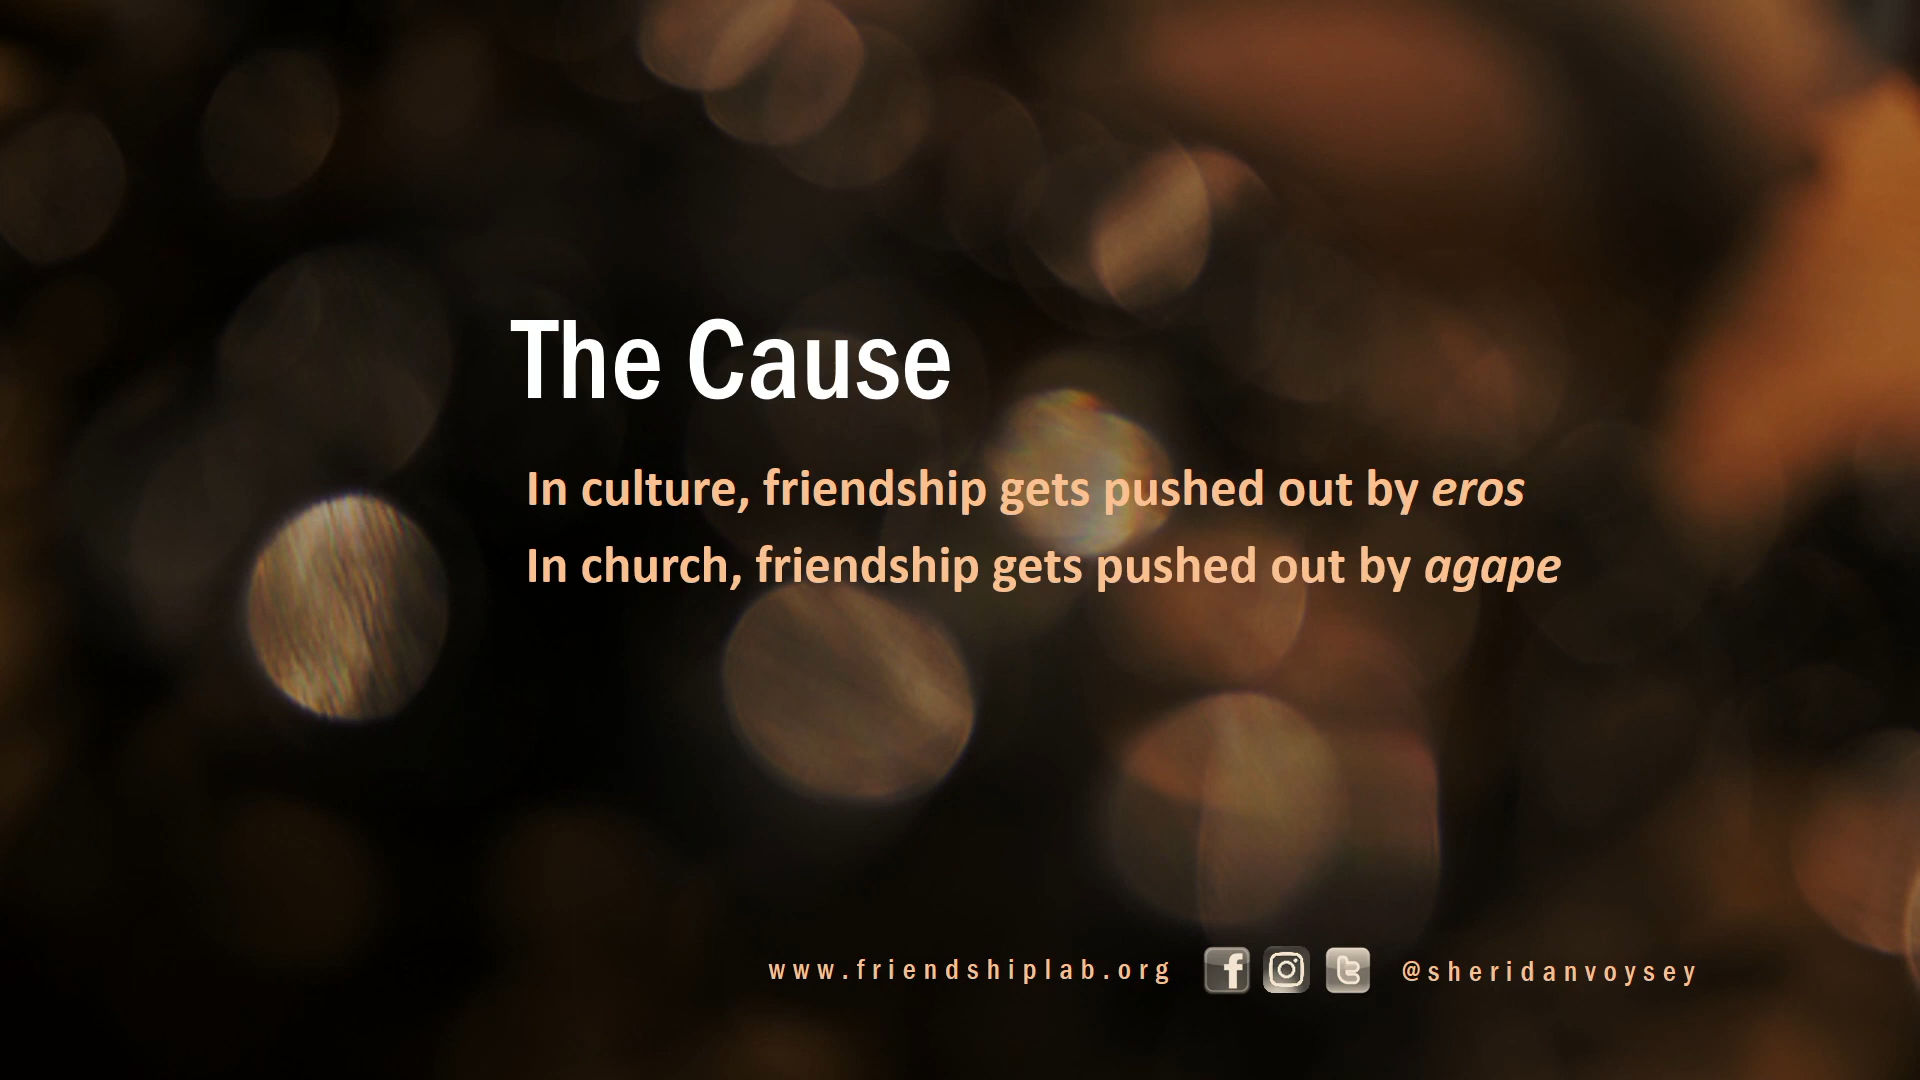 The Cause
In culture, friendship gets pushed out by eros
In church, friendship gets pushed out by agape
www.friendshiplab.org @sheridanvoysey